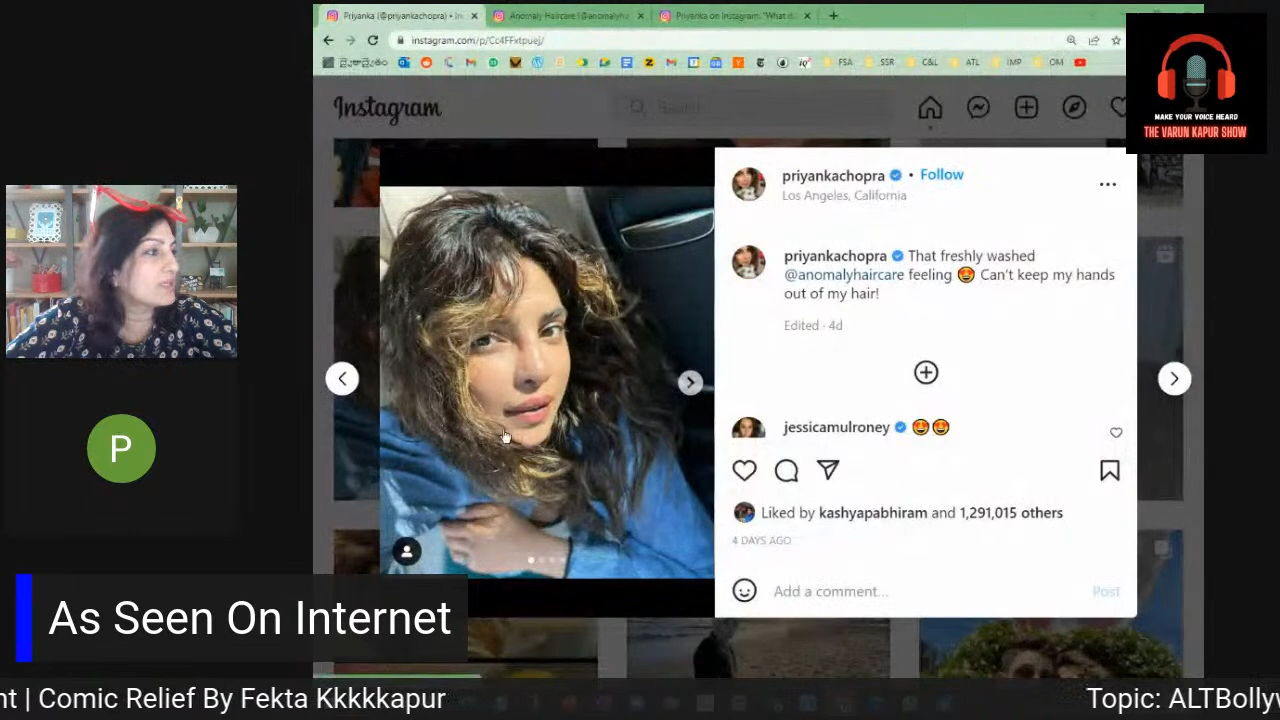 Priyanka (@priyankachopra) • In
Anomaly Haircare (@anomalyha
Priyanka on Instagram: "What d
instagram.com/p/Cc4FFxtpuej/
FSA
SSR
C&L
ATL
IMP
OM
Instagram
Search
MAKE YOUR VOICE HEARD
THE VARUN KAPUR SHOW
priyankachopra • Follow
Los Angeles, California
priyankachopra That freshly washed
@anomalyhaircare feeling 🤩 Can't keep my hands
out of my hair!
Edited · 4d
jessicamulroney 🤩🤩
Liked by kashyapabhiram and 1,291,015 others
4 DAYS AGO
Add a comment...
Post
P
As Seen On Internet
nt | Comic Relief By Fekta Kkkkkapur
Topic: ALTBollyw